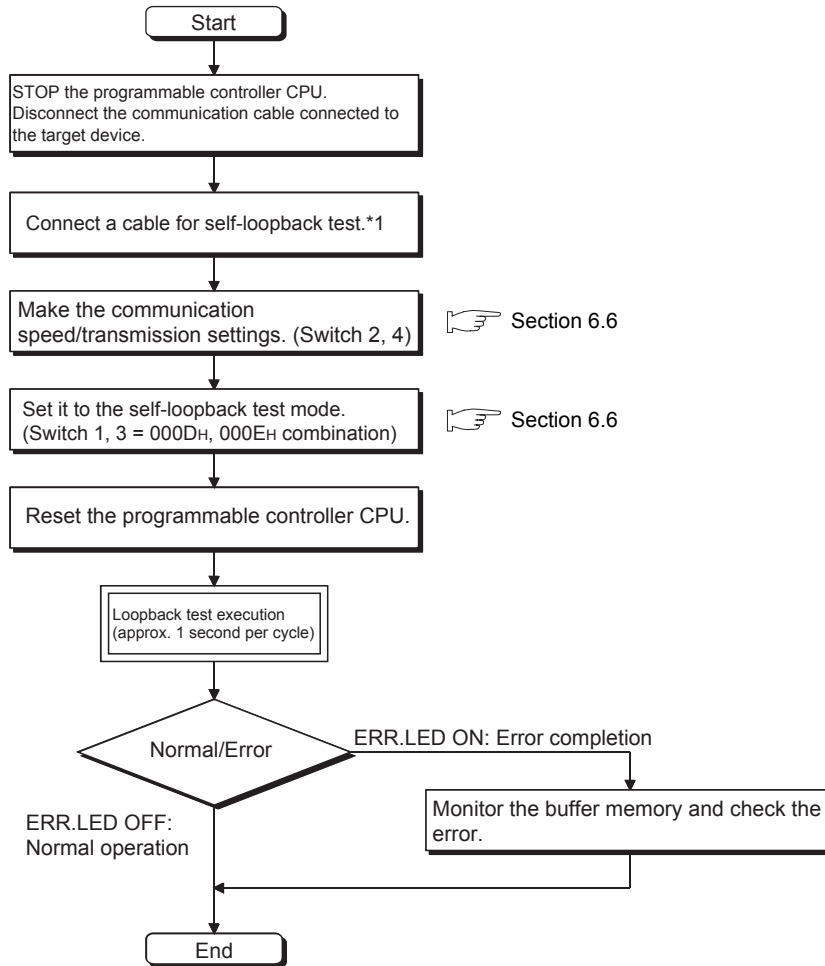 Start
STOP the programmable controller CPU.
Disconnect the communication cable connected to
the target device.
Connect a cable for self-loopback test.*1
Make the communication
speed/transmission settings. (Switch 2, 4)
Section 6.6
Set it to the self-loopback test mode.
(Switch 1, 3 = 000DH, 000EH combination)
Section 6.6
Reset the programmable controller CPU.
Loopback test execution
(approx. 1 second per cycle)
Normal/Error
ERR.LED ON: Error completion
Monitor the buffer memory and check the
error.
ERR.LED OFF:
Normal operation
End